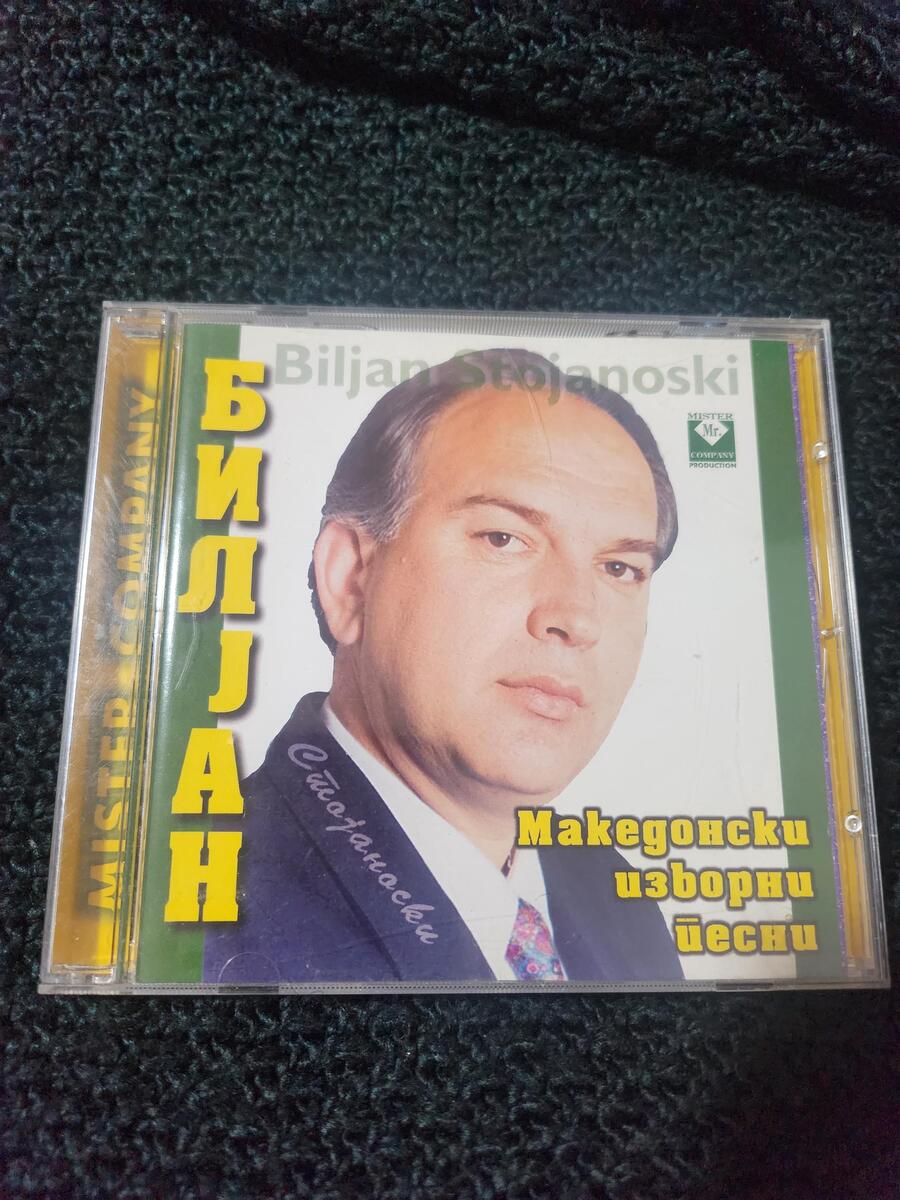 MISTER COMPANY
БИЛЈАН
Biljan Stojanoski
MISTER
Mr.
COMPANY
PRODUCTION
Стојаноски
Македонски
изворни
песни